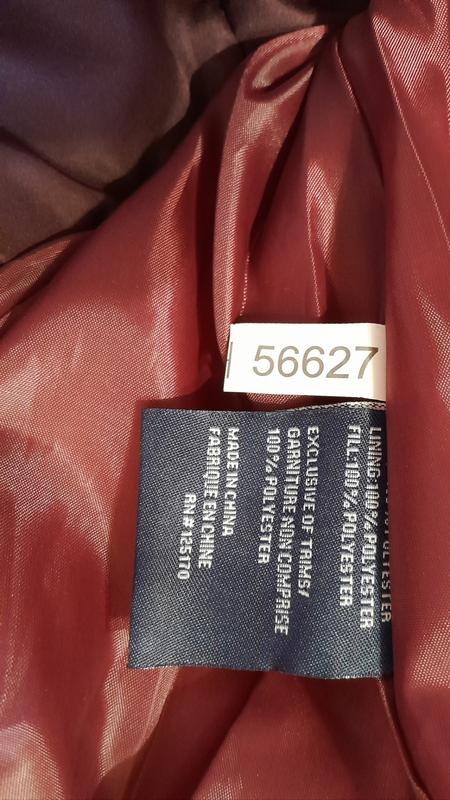 56627
POLYESTER
LINING:100% POLYESTER
FILL:100% POLYESTER
EXCLUSIVE OF TRIMS/
GARNITURE NON COMPRISE
100% POLYESTER
MADE IN CHINA
FABRIQUE EN CHINE
RN# 125170